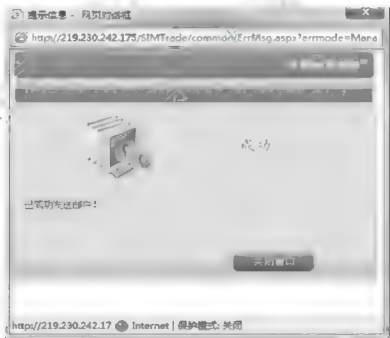 提示信息 - 网页对话框
http://219.230.242.175/SIMTrade/common/ErrMsg.aspx?errmode=Mana
成功
已成功发送邮件!
关闭窗口
http://219.230.242.17 Internet | 保护模式: 关闭